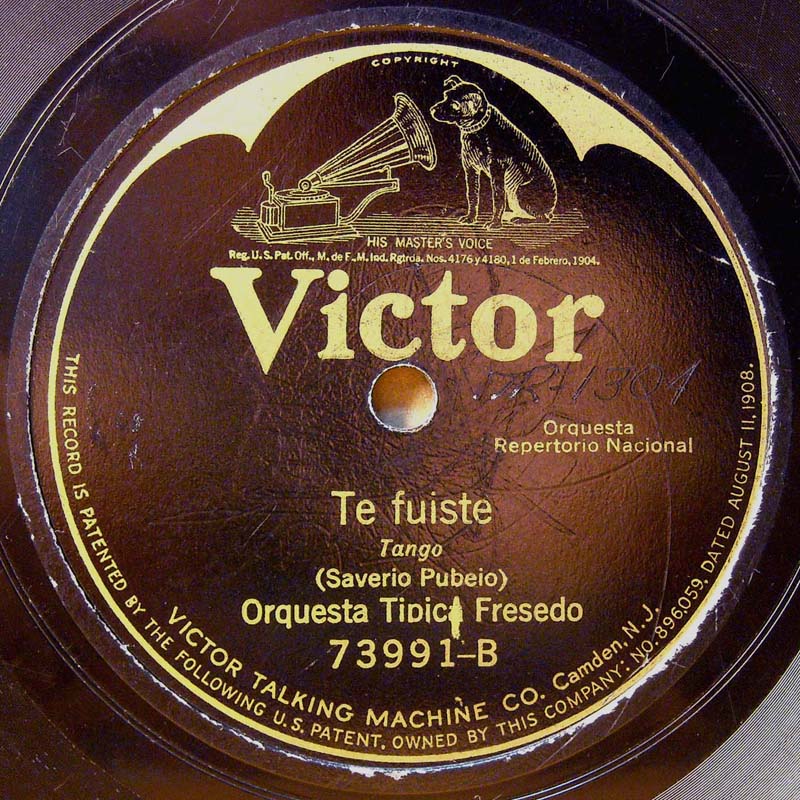 COPYRIGHT
HIS MASTER'S VOICE
Reg. U.S. Pat. Off., M. de F., M. Ind. Rgtrda. Nos. 4176 y 4180, 1 de Febrero, 1904.
Victor
Orquesta
Repertorio Nacional
Te fuiste
Tango
(Saverio Pubeio)
Orquesta Tipica Fresedo
73991-B
VICTOR TALKING MACHINE CO. Camden, N. J.
THIS RECORD IS PATENTED BY THE FOLLOWING U.S. PATENT, OWNED BY THIS COMPANY: No. 896,059, DATED AUGUST 11, 1908.